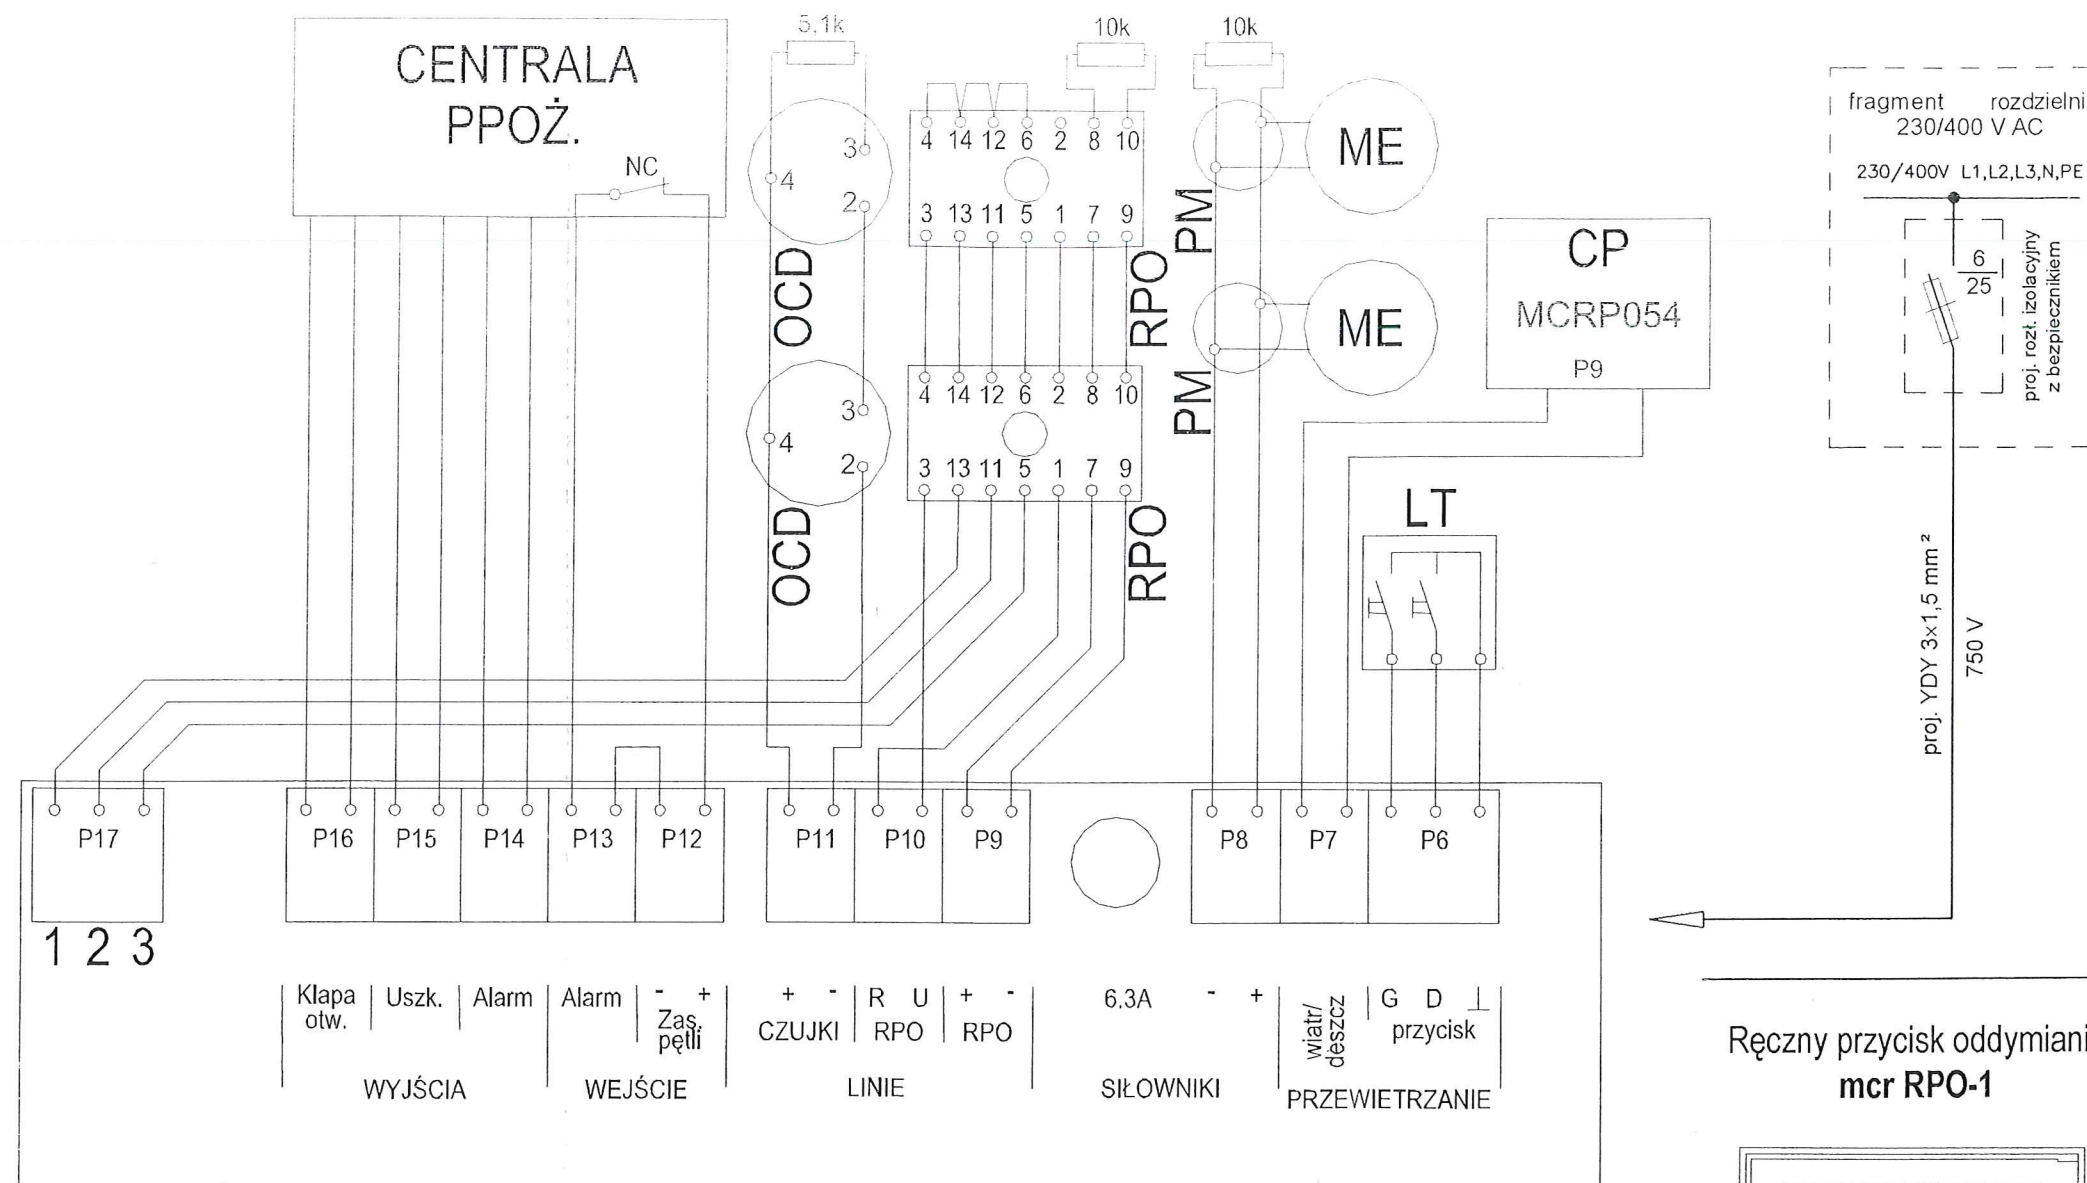 5,1k
10k
10k
CENTRALA
PPOŻ.
NC
3
4
2
OCD
4 14 12 6 2 8 10
3 13 11 5 1 7 9
RPO
PM
ME
fragment rozdzielni
230/400 V AC
230/400V L1,L2,L3,N,PE
6
25
proj. rozł. izolacyjny
z bezpiecznikiem
CP
MCRP054
P9
3
4
2
OCD
4 14 12 6 2 8 10
3 13 11 5 1 7 9
RPO
PM
ME
LT
proj. YDY 3x1,5 mm²
750 V
P17
P16
P15
P14
P13
P12
P11
P10
P9
P8
P7
P6
1 2 3
Klapa
otw.
Uszk.
Alarm
Alarm
- +
Zas.
pętli
+ -
CZUJKI
R U
RPO
+ -
RPO
6,3A
- +
wiatr/
deszcz
G D ⊥
przycisk
WYJŚCIA
WEJŚCIE
LINIE
SIŁOWNIKI
PRZEWIETRZANIE
Ręczny przycisk oddymiani
mcr RPO-1